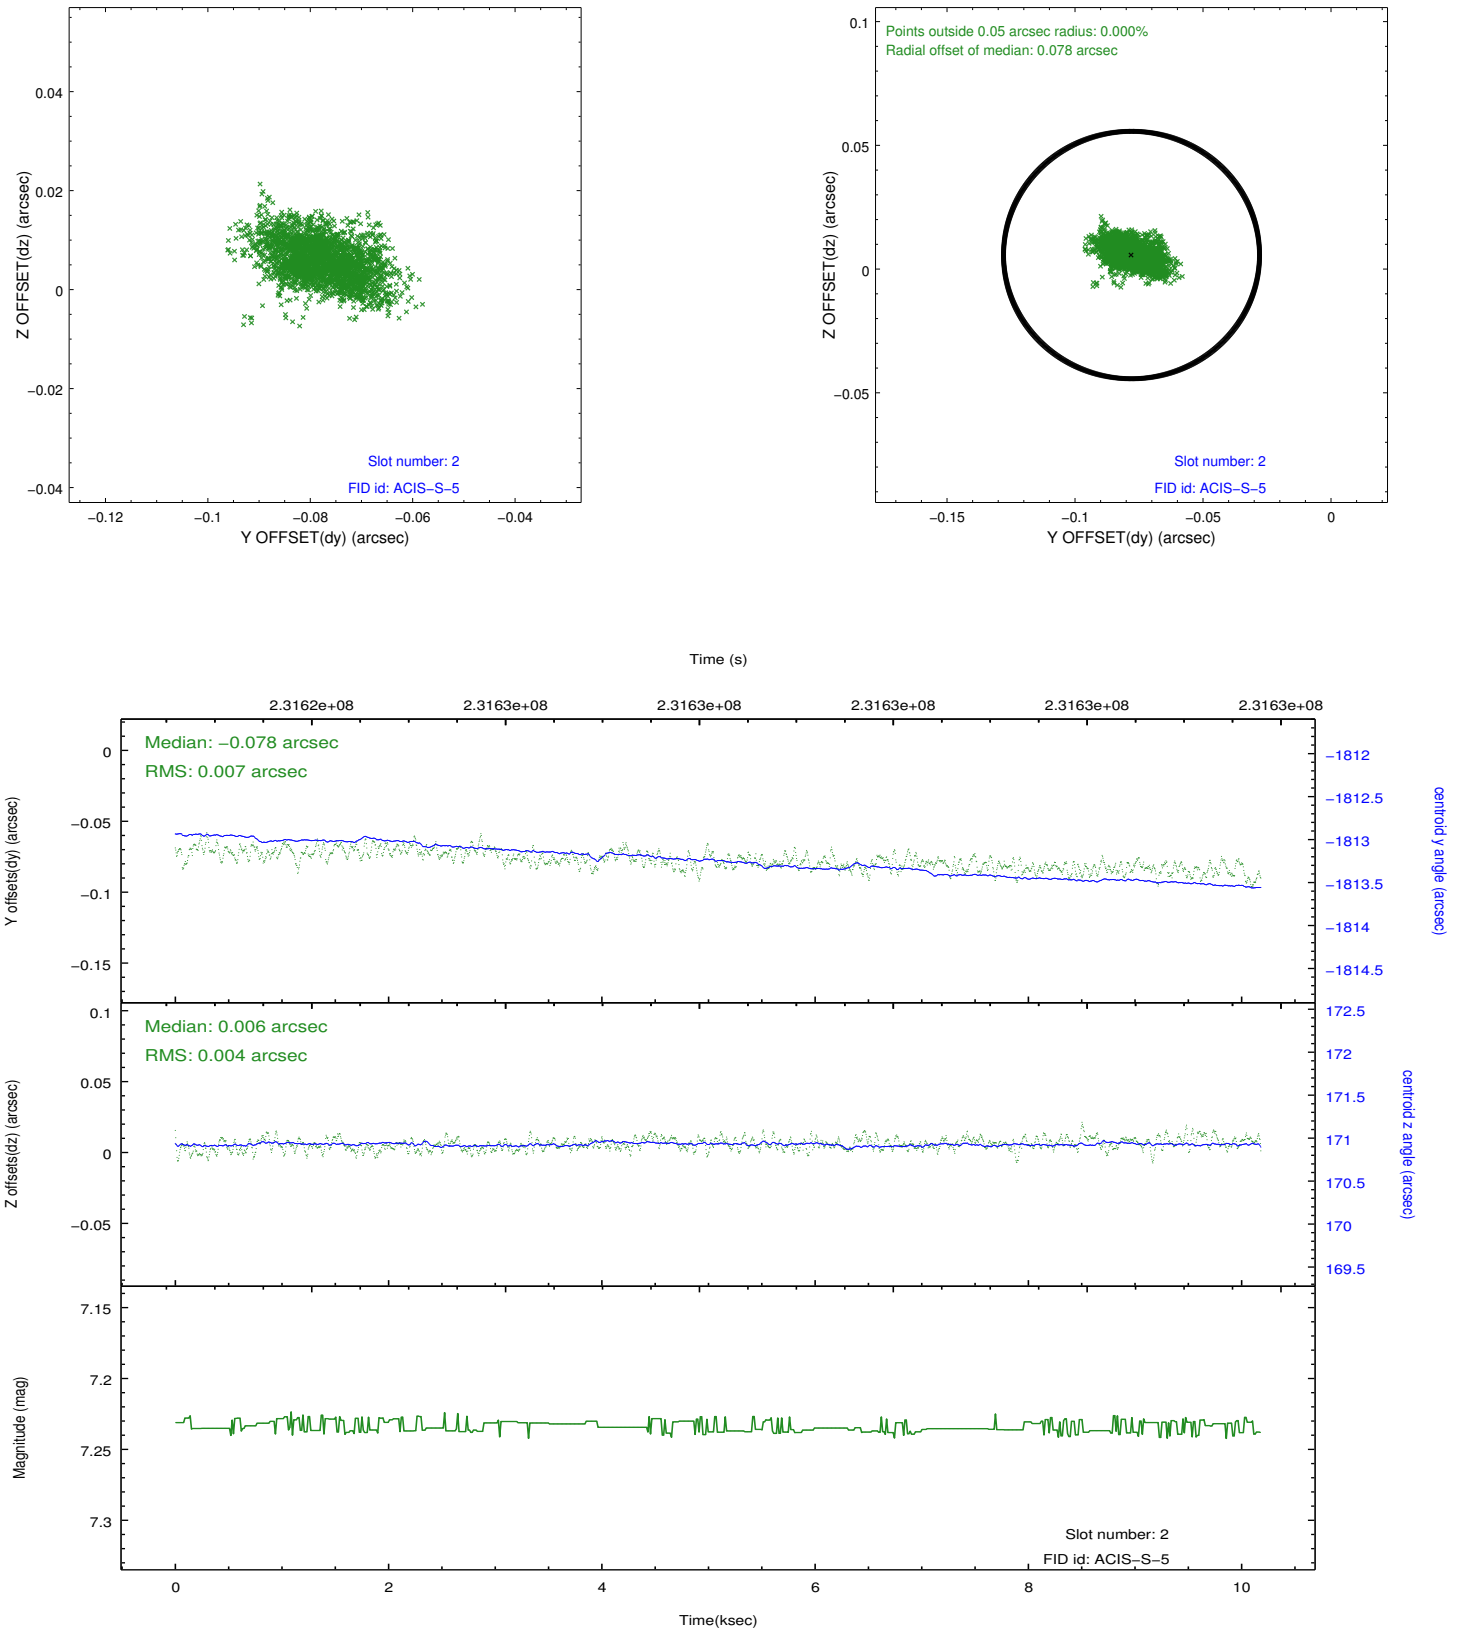 0.04
0.02
0
−0.02
−0.04
Z OFFSET(dz) (arcsec)
Slot number: 2
FID id: ACIS−S−5
−0.12 −0.1 −0.08 −0.06 −0.04
Y OFFSET(dy) (arcsec)
Points outside 0.05 arcsec radius: 0.000%
Radial offset of median: 0.078 arcsec
0.1
0.05
0
−0.05
Z OFFSET(dz) (arcsec)
Slot number: 2
FID id: ACIS−S−5
−0.15 −0.1 −0.05 0
Y OFFSET(dy) (arcsec)
Time (s)
2.3162e+08 2.3163e+08 2.3163e+08 2.3163e+08 2.3163e+08 2.3163e+08
Median: −0.078 arcsec
RMS: 0.007 arcsec
0
−0.05
−0.1
−0.15
Y offsets(dy) (arcsec)
−1812
−1812.5
−1813
−1813.5
−1814
−1814.5
centroid y angle (arcsec)
Median: 0.006 arcsec
RMS: 0.004 arcsec
0.1
0.05
0
−0.05
Z offsets(dz) (arcsec)
172.5
172
171.5
171
170.5
170
169.5
centroid z angle (arcsec)
7.15
7.2
7.25
7.3
Magnitude (mag)
Slot number: 2
FID id: ACIS−S−5
0 2 4 6 8 10
Time(ksec)